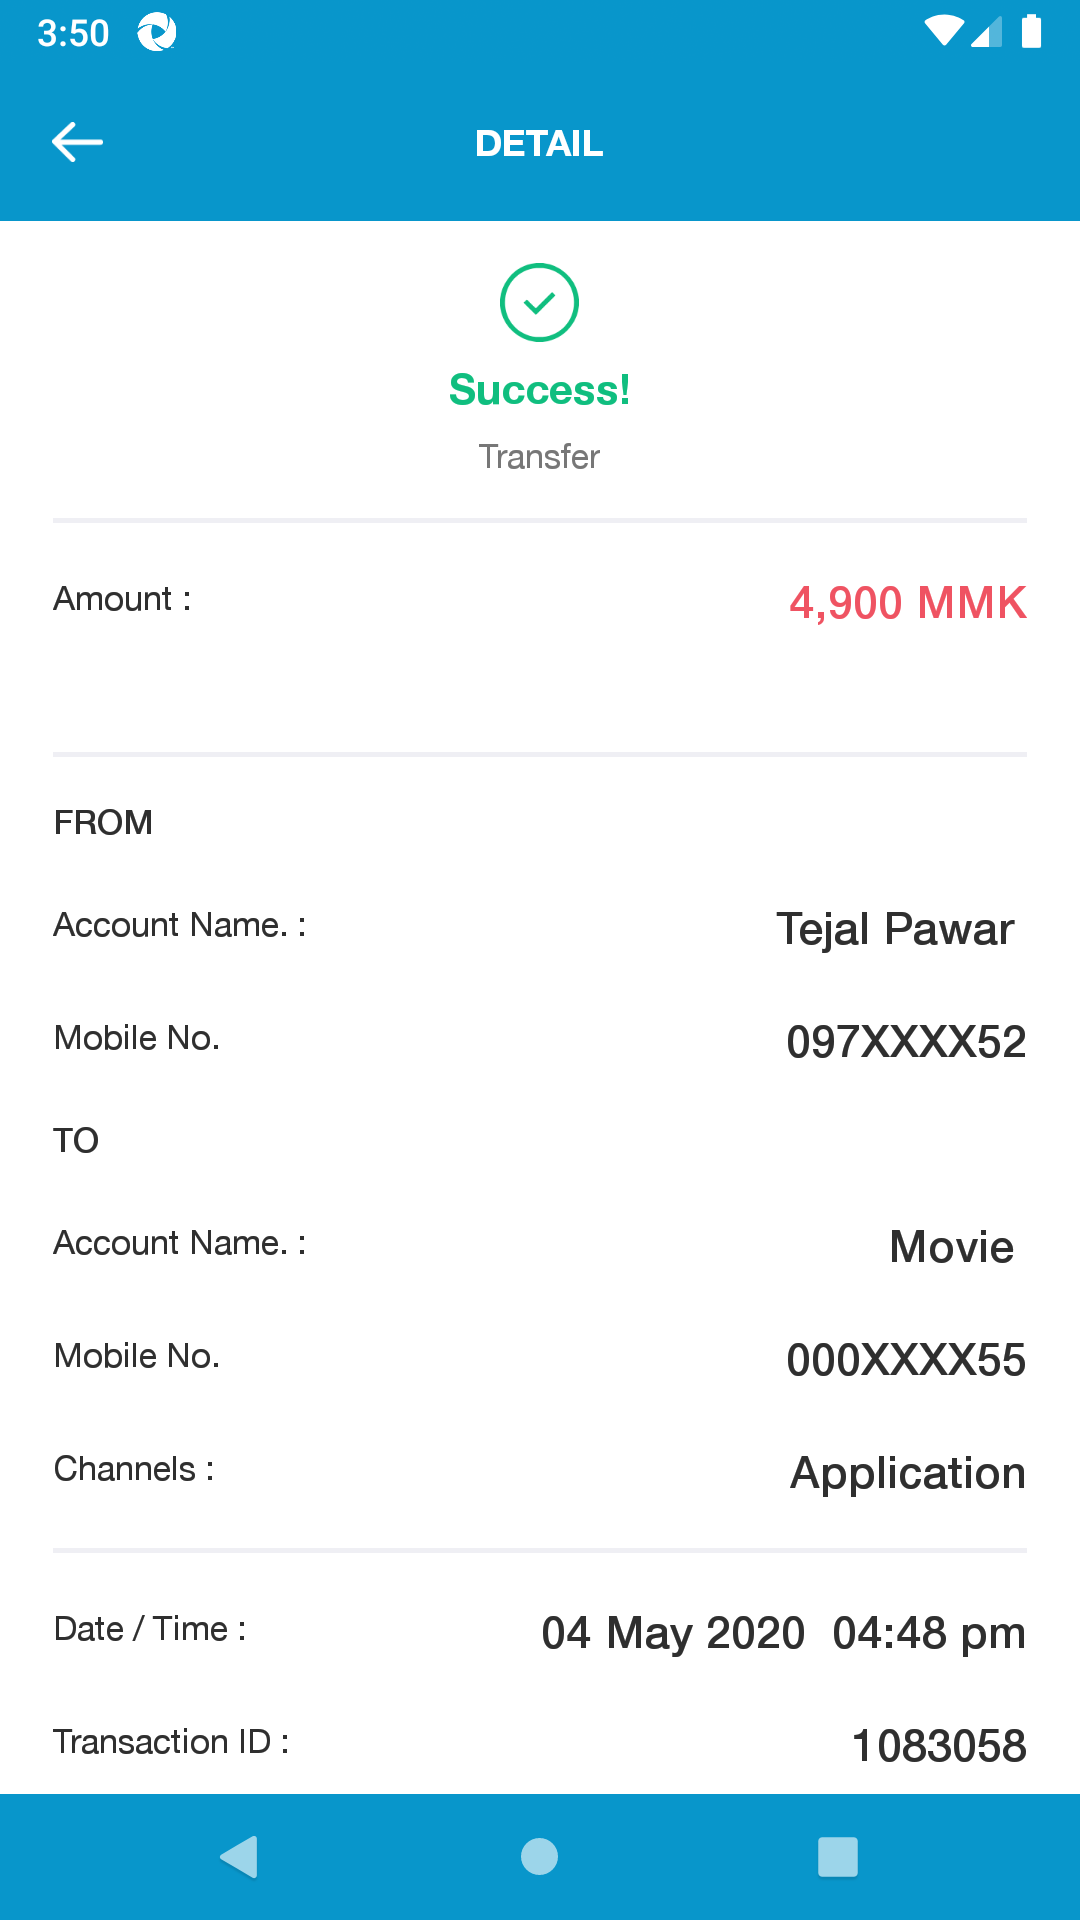 3:50
DETAIL
Success!
Transfer
Amount : 4,900 MMK
FROM
Account Name. : Tejal Pawar
Mobile No. 097XXXX52
TO
Account Name. : Movie
Mobile No. 000XXXX55
Channels : Application
Date / Time : 04 May 2020 04:48 pm
Transaction ID : 1083058